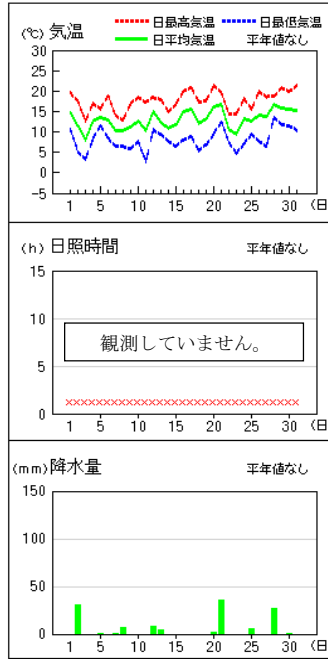 (℃) 気温 日最高気温 日最低気温
日平均気温 平年値なし
30
25
20
15
10
5
0
-5
1 5 10 15 20 25 30 (日
(h) 日照時間 平年値なし
15
10
観測していません。
5
0
1 5 10 15 20 25 30 (日
(mm) 降水量 平年値なし
150
100
50
0
1 5 10 15 20 25 30 (日